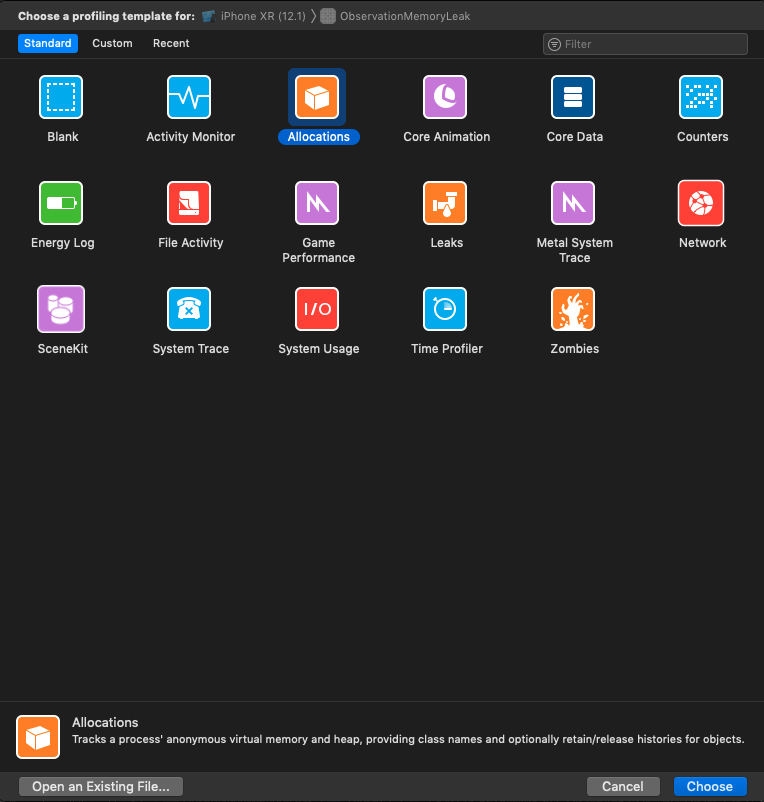 Choose a profiling template for: iPhone XR (12.1) 〉 ObservationMemoryLeak
Standard Custom Recent Filter
Blank Activity Monitor Allocations Core Animation Core Data Counters
Energy Log File Activity Game Performance Leaks Metal System Trace Network
I/O
SceneKit System Trace System Usage Time Profiler Zombies
Allocations
Tracks a process' anonymous virtual memory and heap, providing class names and optionally retain/release histories for objects.
Open an Existing File... Cancel Choose